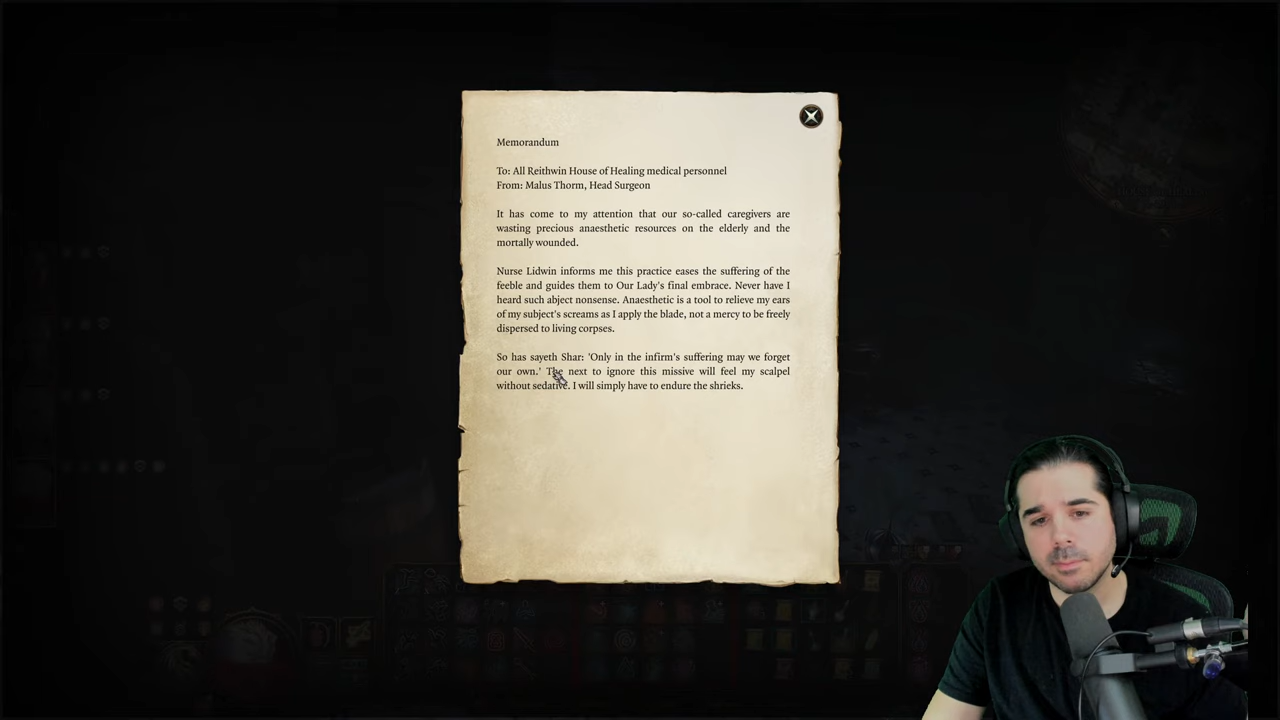 Memorandum
To: All Reithwin House of Healing medical personnel
From: Malus Thorm, Head Surgeon
It has come to my attention that our so-called caregivers are
wasting precious anaesthetic resources on the elderly and the
mortally wounded.
Nurse Lidwin informs me this practice eases the suffering of the
feeble and guides them to Our Lady's final embrace. Never have I
heard such abject nonsense. Anaesthetic is a tool to relieve my ears
of my subject's screams as I apply the blade, not a mercy to be freely
dispersed to living corpses.
So has sayeth Shar: 'Only in the infirm's suffering may we forget
our own.' The next to ignore this missive will feel my scalpel
without sedative. I will simply have to endure the shrieks.